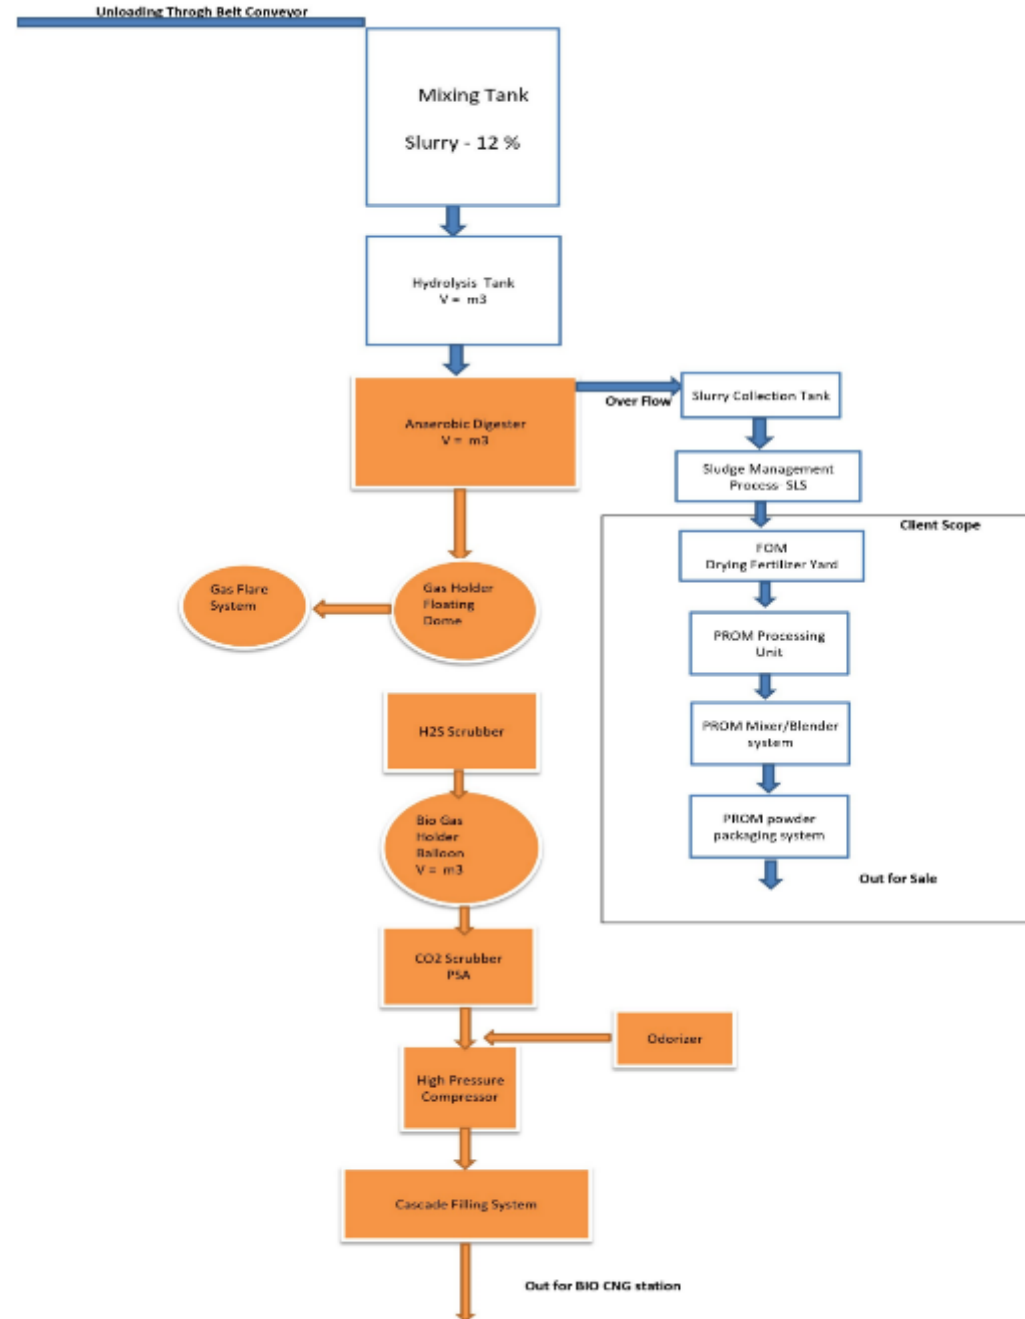 Unloading Throgh Belt Conveyor
Mixing Tank
Slurry - 12 %
Hydrolysis Tank
V = m3
Anaerobic Digester
V = m3
Over Flow
Slurry Collection Tank
Sludge Management
Process- SLS
Client Scope
FOM
Drying Fertilizer Yard
Gas Flare
System
Gas Holder
Floating
Dome
PROM Processing
Unit
H2S Scrubber
PROM Mixer/Blender
system
Bio Gas
Holder
Balloon
V = m3
PROM powder
packaging system
Out for Sale
CO2 Scrubber
PSA
Odorizer
High Pressure
Compressor
Cascade Filling System
Out for BIO CNG station